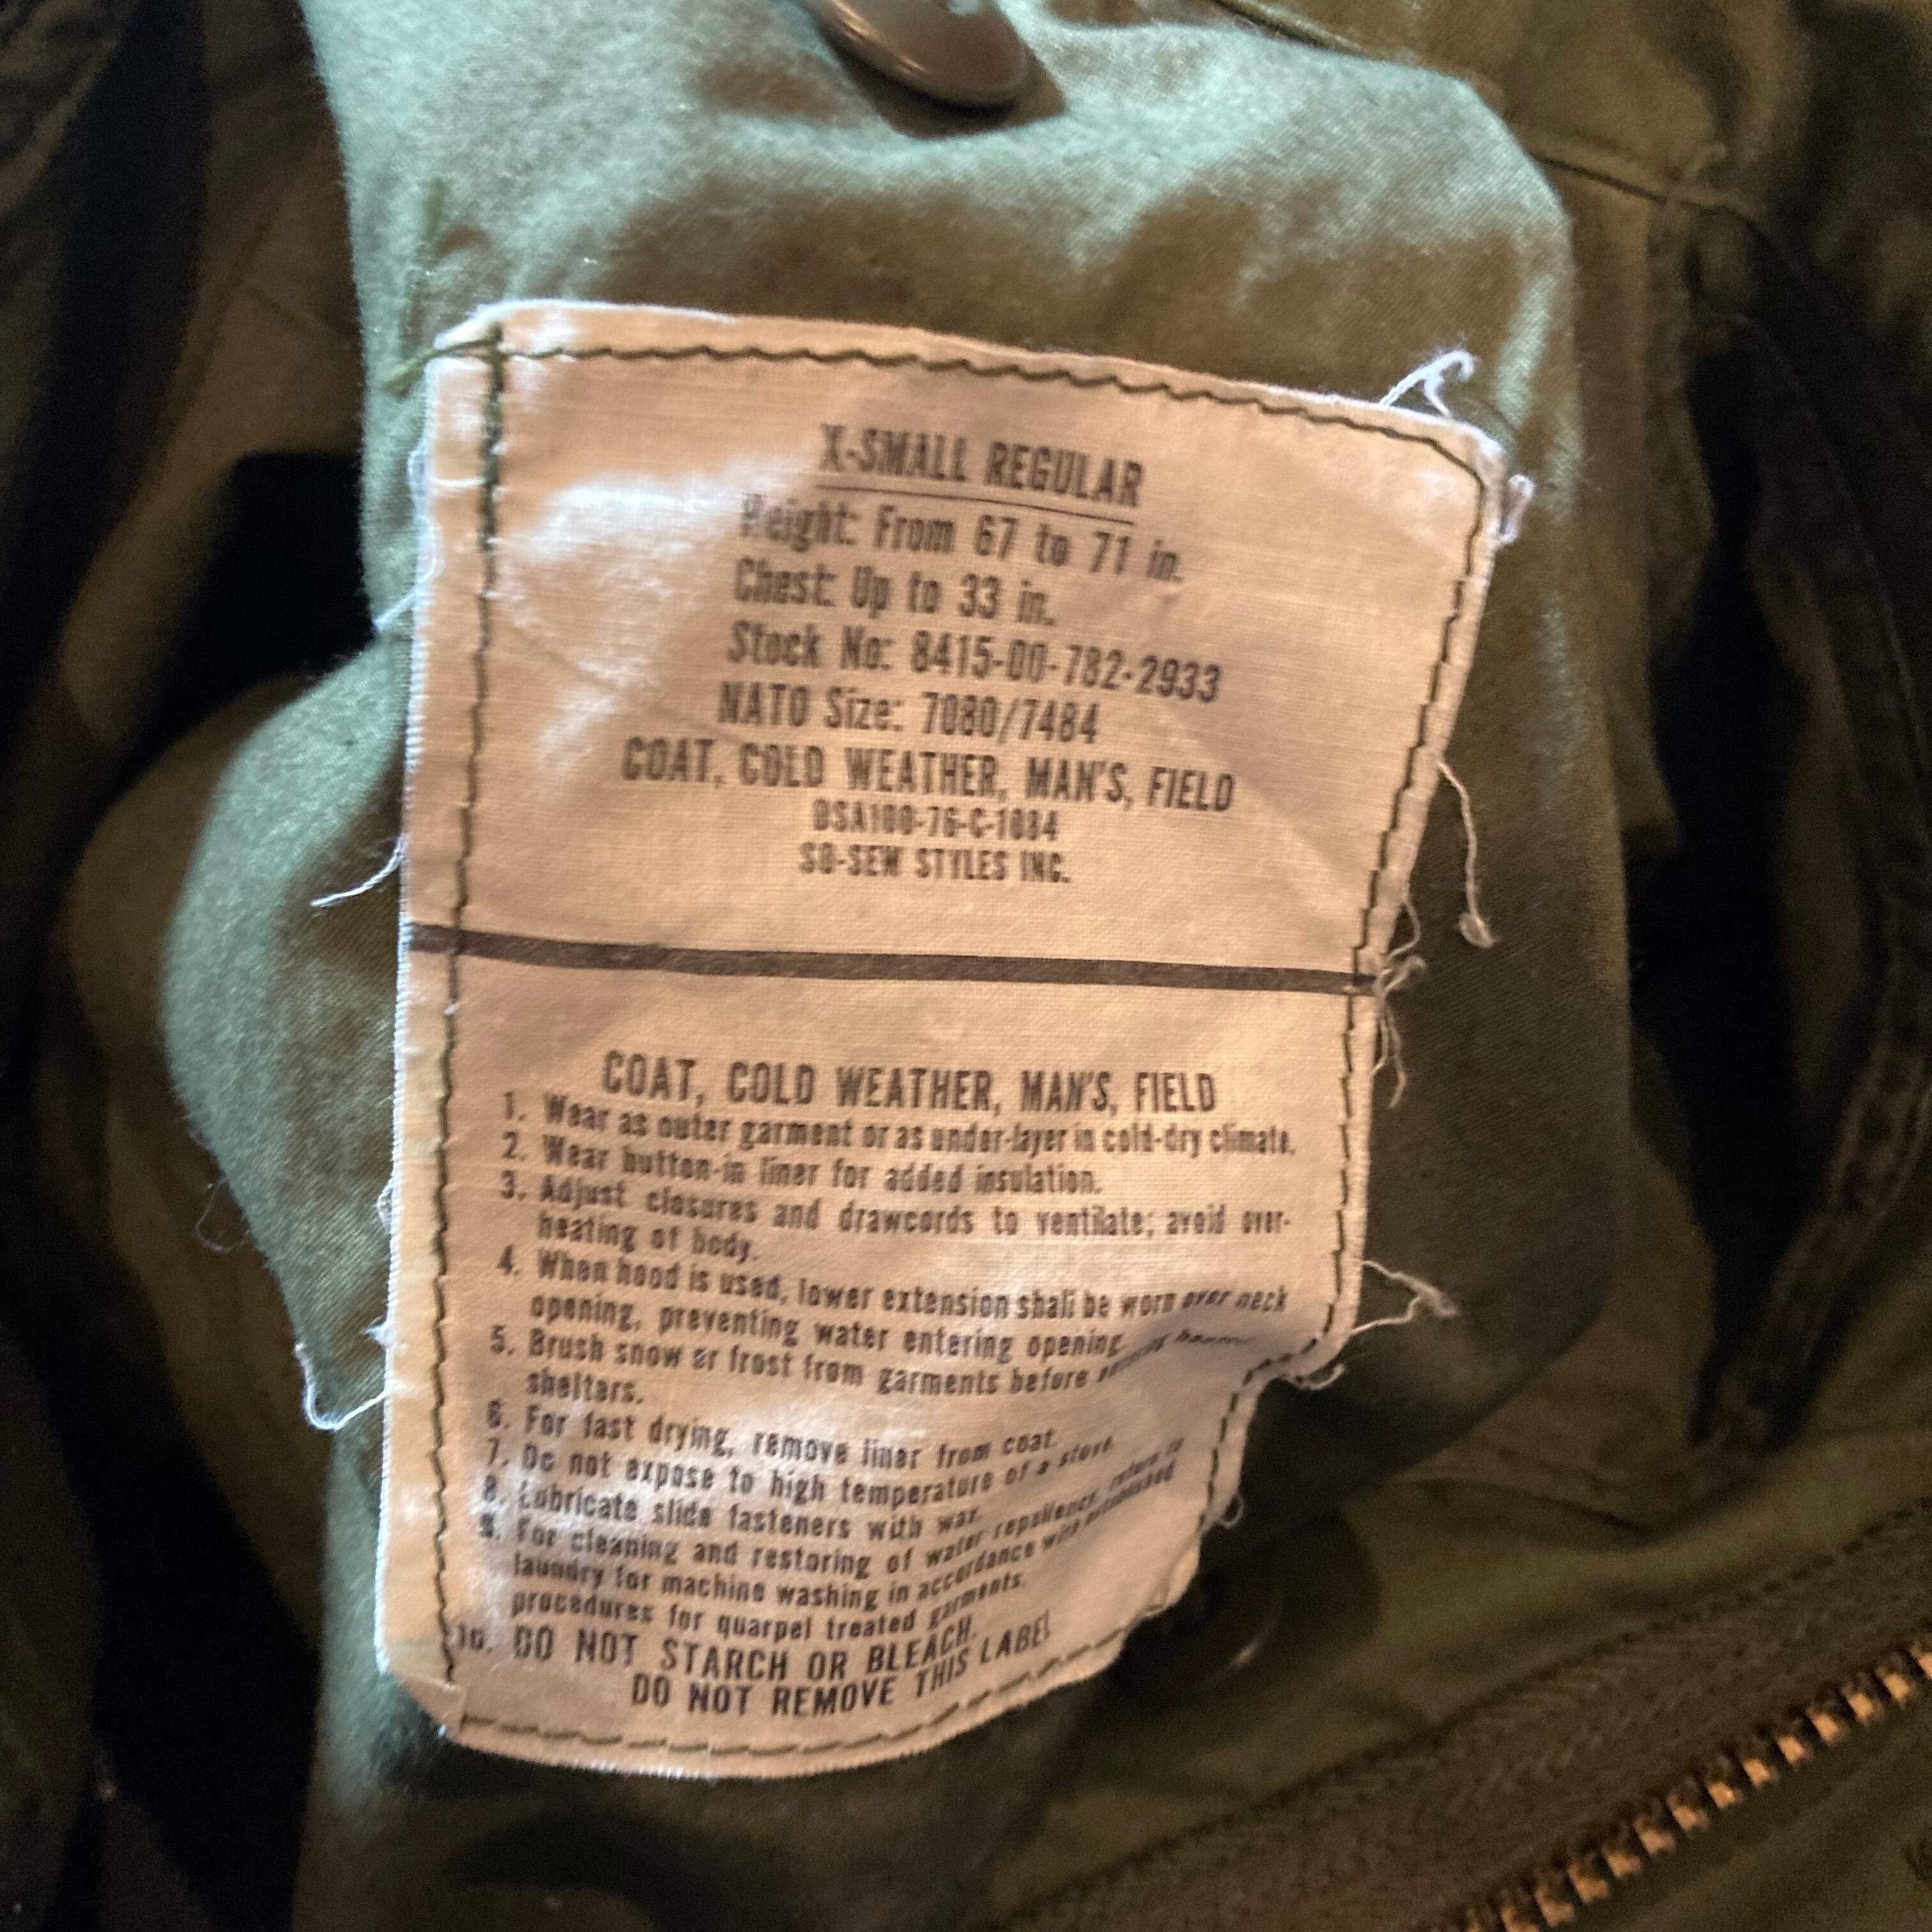 X-SMALL REGULAR
Height: From 67 to 71 in.
Chest: Up to 33 in.
Stock No: 8415-00-782-2933
NATO Size: 7080/7484
COAT, COLD WEATHER, MAN'S, FIELD
DSA100-76-C-1084
SO-SEW STYLES INC.
COAT, COLD WEATHER, MAN'S, FIELD
1. Wear as outer garment or as under-layer in cold-dry climate.
2. Wear button-in liner for added insulation.
3. Adjust closures and drawcords to ventilate; avoid over-
heating of body.
4. When hood is used, lower extension shall be worn over neck
opening, preventing water entering opening.
5. Brush snow or frost from garments before entering heated
shelters.
6. For fast drying, remove liner from coat.
7. Do not expose to high temperature of a stove.
8. Lubricate slide fasteners with wax.
9. For cleaning and restoring of water repellency, return to
laundry for machine washing in accordance with established
procedures for quarpel treated garments.
10. DO NOT STARCH OR BLEACH.
DO NOT REMOVE THIS LABEL